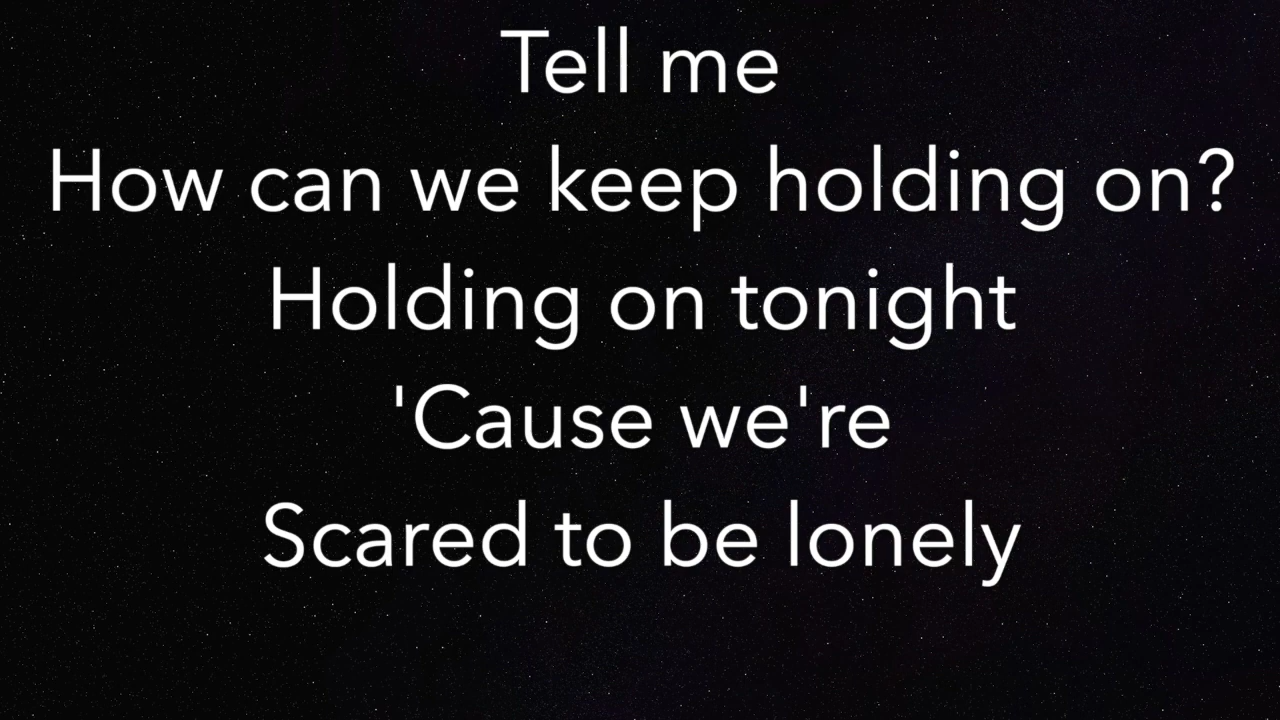 Tell me
How can we keep holding on?
Holding on tonight
'Cause we're
Scared to be lonely